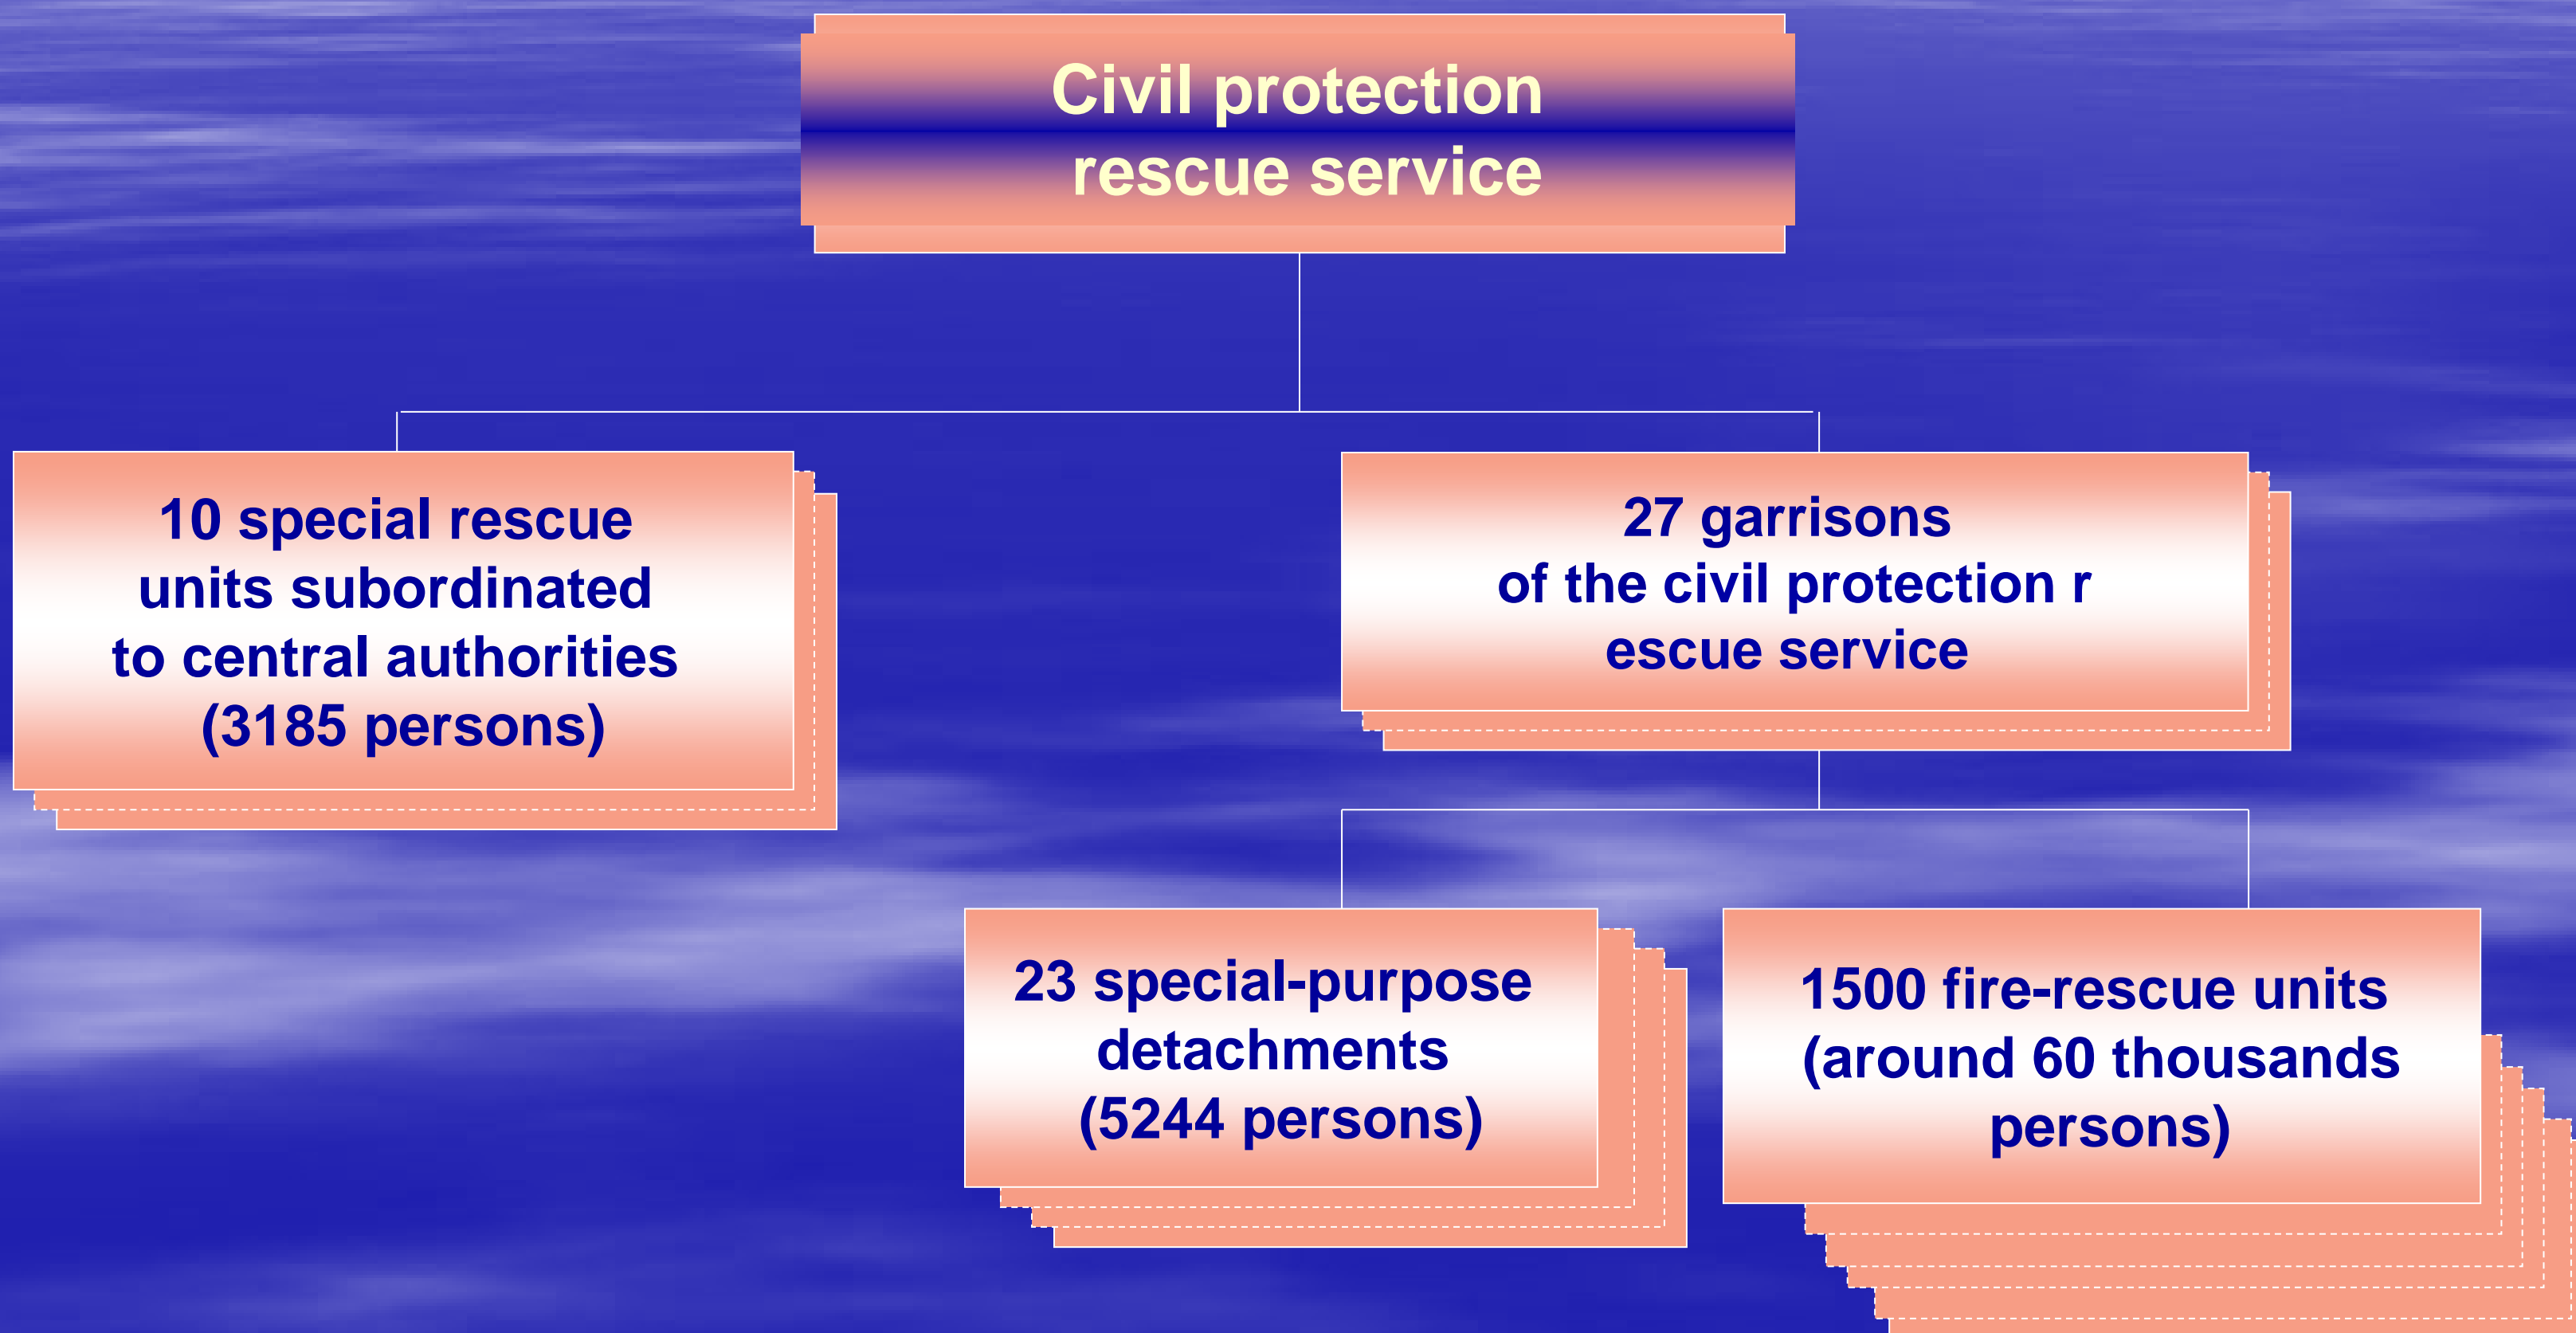 Civil protection
rescue service
10 special rescue
units subordinated
to central authorities
(3185 persons)
27 garrisons
of the civil protection r
escue service
23 special-purpose
detachments
(5244 persons)
1500 fire-rescue units
(around 60 thousands
persons)